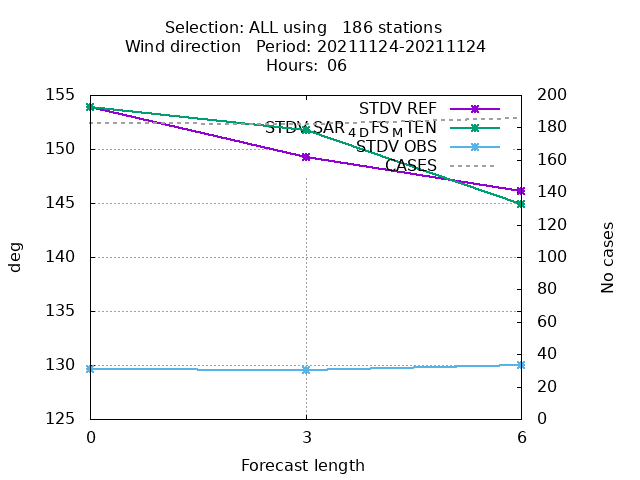 Selection: ALL using   186 stations
Wind direction   Period: 20211124-20211124
Hours: 06
155
150
145
140
135
130
125
200
180
160
140
120
100
80
60
40
20
0
STDV REF
STDV SAR4DFSMTEN
STDV OBS
CASES
deg
No cases
0 3 6
Forecast length